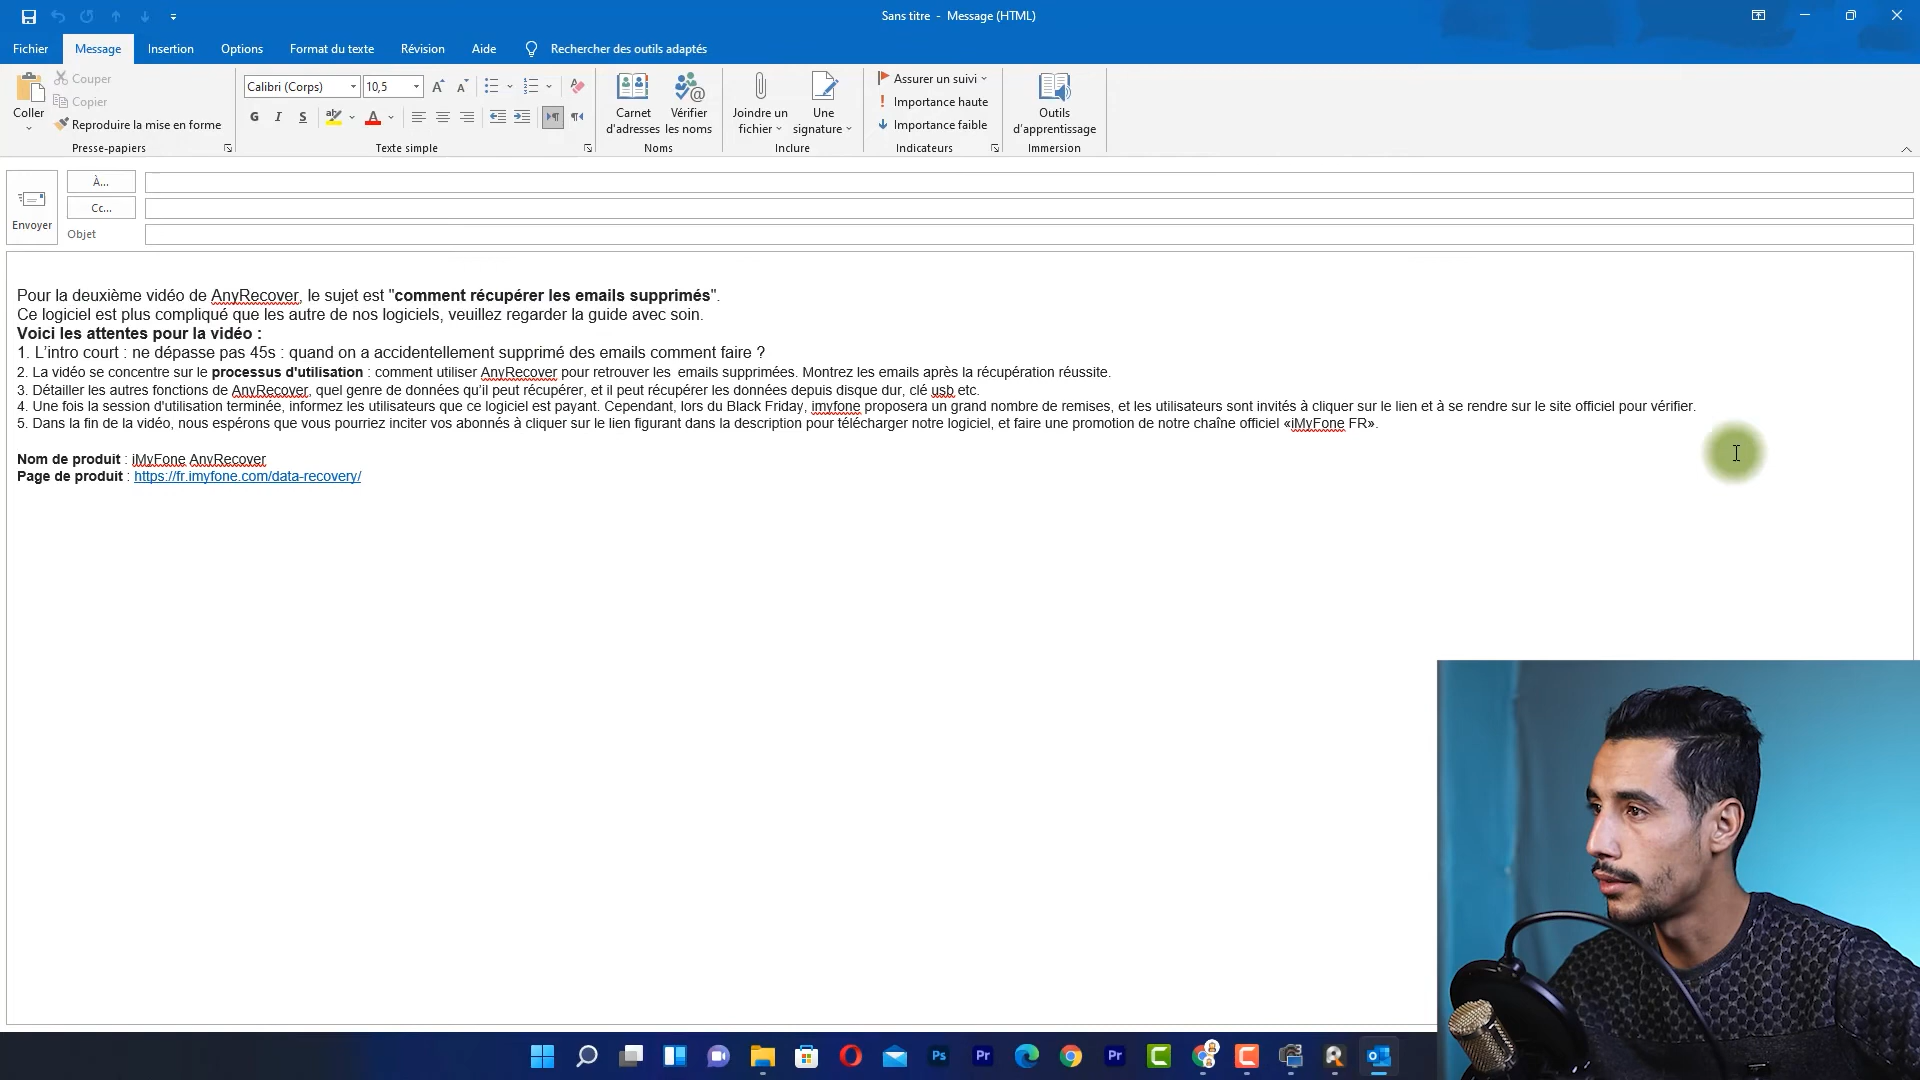 Sans titre - Message (HTML)
Fichier Message Insertion Options Format du texte Révision Aide Rechercher des outils adaptés
Coller
Couper
Copier
Reproduire la mise en forme
Presse-papiers
Calibri (Corps) 10,5
G I S
Texte simple
Carnet d'adresses
Vérifier les noms
Noms
Joindre un fichier
Une signature
Inclure
Assurer un suivi
Importance haute
Importance faible
Indicateurs
Outils d'apprentissage
Immersion
Envoyer
À...
Cc...
Objet
Pour la deuxième vidéo de AnyRecover, le sujet est "comment récupérer les emails supprimés".
Ce logiciel est plus compliqué que les autre de nos logiciels, veuillez regarder la guide avec soin.
Voici les attentes pour la vidéo :
1. L'intro court : ne dépasse pas 45s : quand on a accidentellement supprimé des emails comment faire ?
2. La vidéo se concentre sur le processus d'utilisation : comment utiliser AnyRecover pour retrouver les emails supprimées. Montrez les emails après la récupération réussite.
3. Détailler les autres fonctions de AnyRecover, quel genre de données qu'il peut récupérer, et il peut récupérer les données depuis disque dur, clé usb etc.
4. Une fois la session d'utilisation terminée, informez les utilisateurs que ce logiciel est payant. Cependant, lors du Black Friday, imyfone proposera un grand nombre de remises, et les utilisateurs sont invités à cliquer sur le lien et à se rendre sur le site officiel pour vérifier.
5. Dans la fin de la vidéo, nous espérons que vous pourriez inciter vos abonnés à cliquer sur le lien figurant dans la description pour télécharger notre logiciel, et faire une promotion de notre chaîne officiel «iMyFone FR».
Nom de produit : iMyFone AnyRecover
Page de produit : https://fr.imyfone.com/data-recovery/
Ps Pr Pr